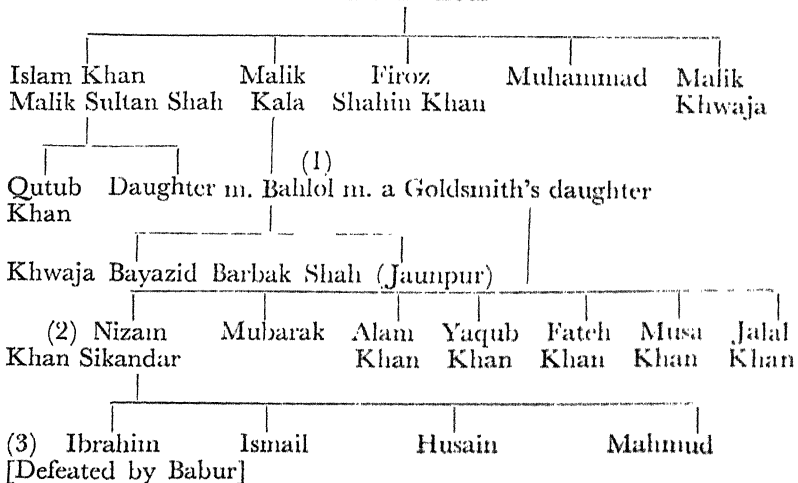 Islam Khan Malik Firoz Muhammad Malik
Malik Sultan Shah Kala Shahin Khan Khwaja
(1)
Qutub Daughter m. Bahlol m. a Goldsmith's daughter
Khan
Khwaja Bayazid Barbak Shah (Jaunpur)
(2) Nizam Mubarak Alam Yaqub Fateh Musa Jalal
Khan Sikandar Khan Khan Khan Khan Khan
(3) Ibrahim Ismail Husain Mahmud
[Defeated by Babur]